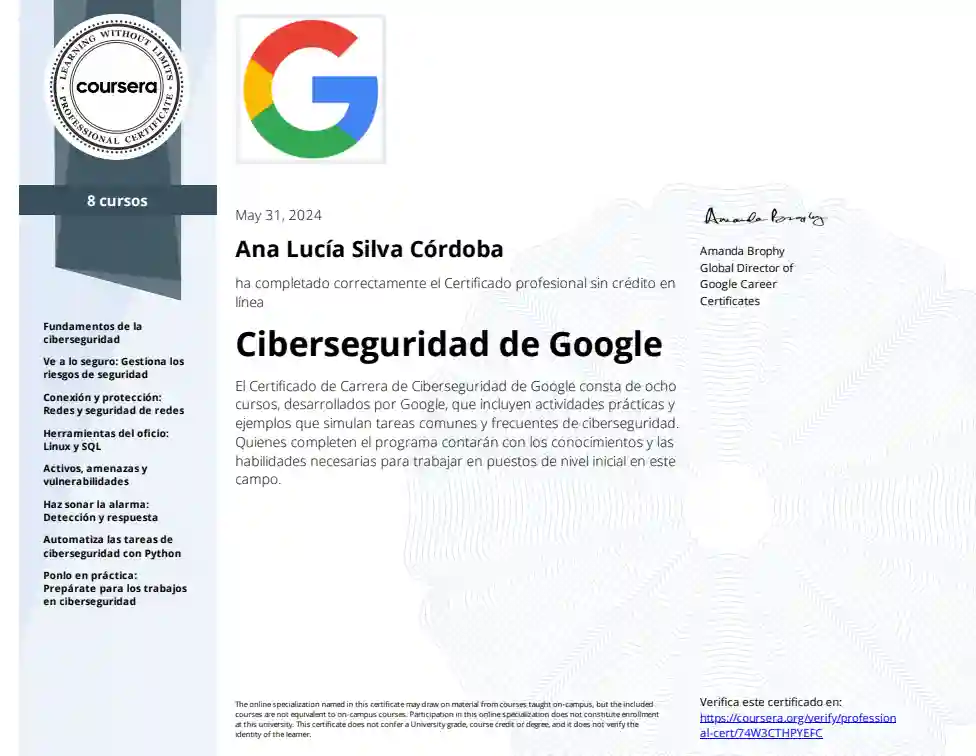 LEARNING WITHOUT LIMITS
coursera
PROFESSIONAL CERTIFICATE
8 cursos
Fundamentos de la
ciberseguridad
Ve a lo seguro: Gestiona los
riesgos de seguridad
Conexión y protección:
Redes y seguridad de redes
Herramientas del oficio:
Linux y SQL
Activos, amenazas y
vulnerabilidades
Haz sonar la alarma:
Detección y respuesta
Automatiza las tareas de
ciberseguridad con Python
Ponlo en práctica:
Prepárate para los trabajos
en ciberseguridad
May 31, 2024
Ana Lucía Silva Córdoba
ha completado correctamente el Certificado profesional sin crédito en
línea
Ciberseguridad de Google
El Certificado de Carrera de Ciberseguridad de Google consta de ocho
cursos, desarrollados por Google, que incluyen actividades prácticas y
ejemplos que simulan tareas comunes y frecuentes de ciberseguridad.
Quienes completen el programa contarán con los conocimientos y las
habilidades necesarias para trabajar en puestos de nivel inicial en este
campo.
Amanda Brophy
Amanda Brophy
Global Director of
Google Career
Certificates
The online specialization named in this certificate may draw on material from courses taught on-campus, but the included
courses are not equivalent to on-campus courses. Participation in this online specialization does not constitute enrollment
at this university. This certificate does not confer a University grade, course credit or degree, and it does not verify the
identity of the learner.
Verifica este certificado en:
https://coursera.org/verify/profession
al-cert/74W3CTHPYEFC